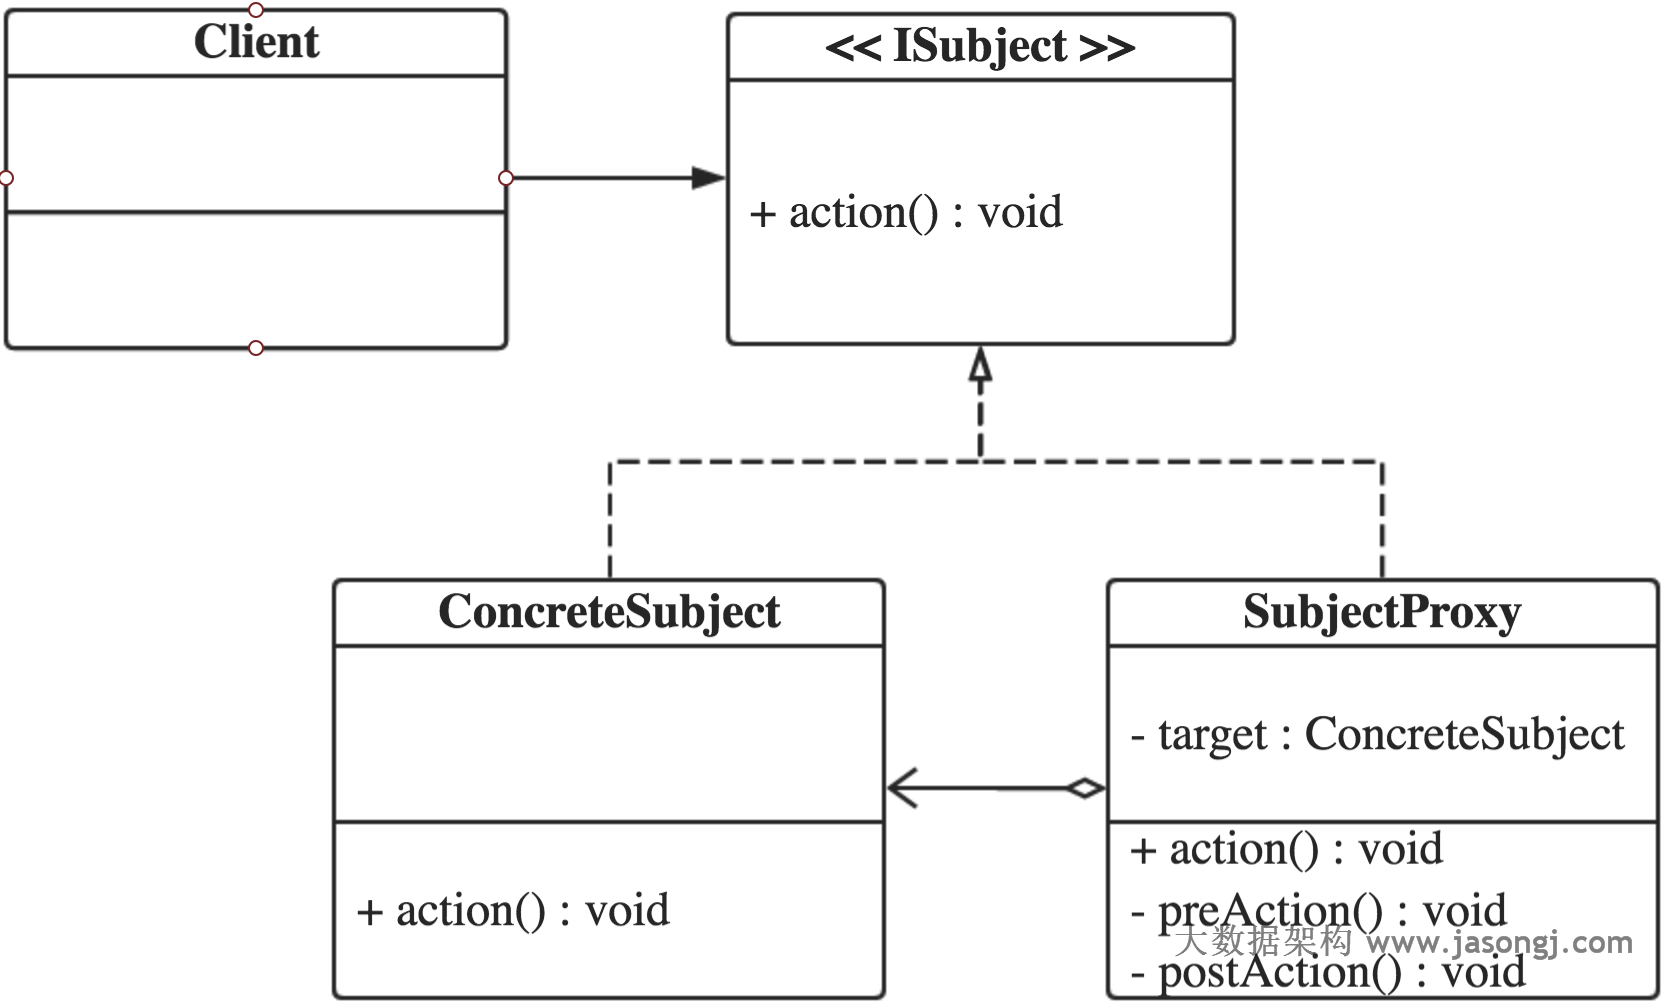 Client
<< ISubject >>
+ action() : void
ConcreteSubject
+ action() : void
SubjectProxy
- target : ConcreteSubject
+ action() : void
- preAction() : void
大数据架构 www.jasongj.com
- postAction() : void